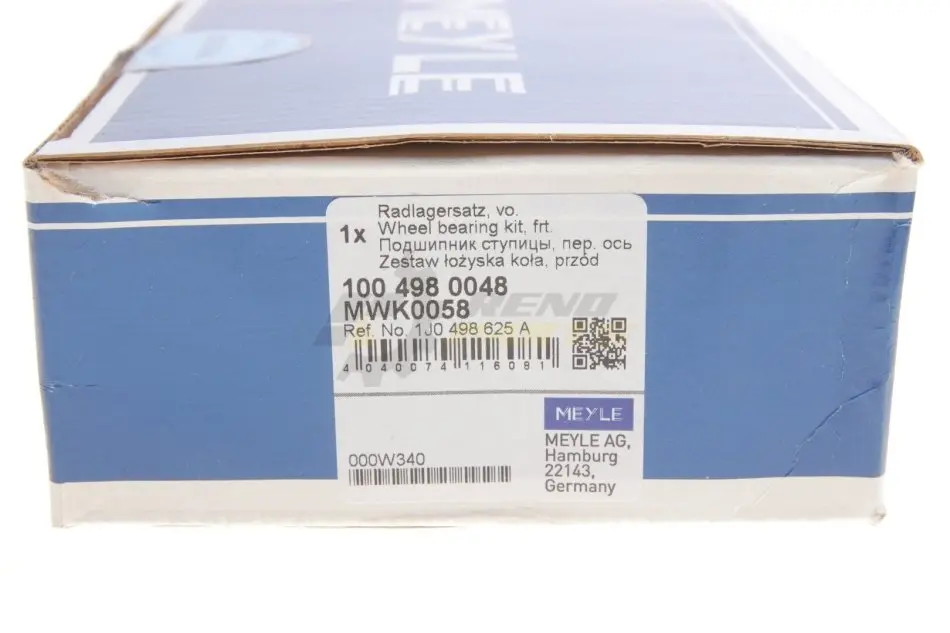 MEYLE
1x
Radlagersatz, vo.
Wheel bearing kit, frt.
Подшипник ступицы, пер. ось
Zestaw łożyska koła, przód
100 498 0048
MWK0058
Ref. No. 1J0 498 625 A
4 040074 116081
MEYLE
MEYLE AG,
Hamburg
22143,
Germany
000W340